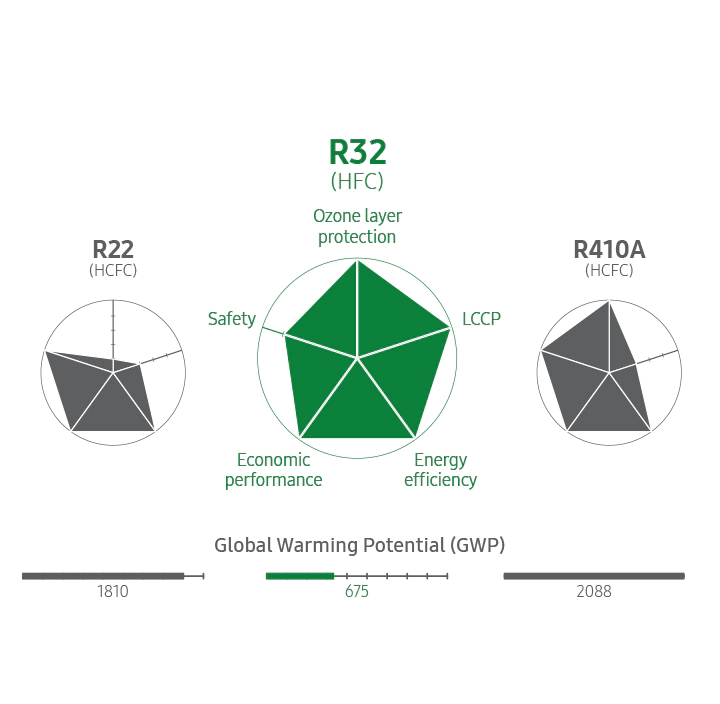 R32
(HFC)
Ozone layer
protection
R22
(HCFC)
R410A
(HCFC)
Safety
LCCP
Economic
performance
Energy
efficiency
Global Warming Potential (GWP)
1810
675
2088